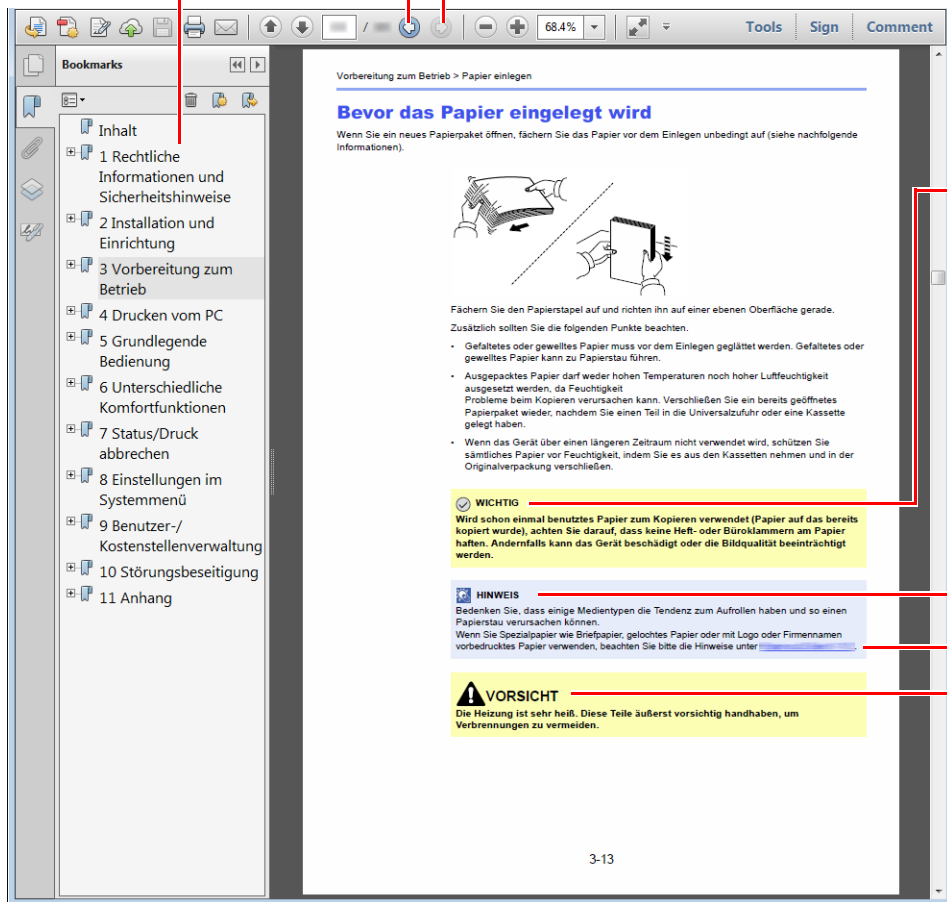 /
68.4%
Tools
Sign
Comment
Bookmarks
Inhalt
1 Rechtliche
Informationen und
Sicherheitshinweise
2 Installation und
Einrichtung
3 Vorbereitung zum
Betrieb
4 Drucken vom PC
5 Grundlegende
Bedienung
6 Unterschiedliche
Komfortfunktionen
7 Status/Druck
abbrechen
8 Einstellungen im
Systemmenü
9 Benutzer-/
Kostenstellenverwaltung
10 Störungsbeseitigung
11 Anhang
Vorbereitung zum Betrieb > Papier einlegen
Bevor das Papier eingelegt wird
Wenn Sie ein neues Papierpaket öffnen, fächern Sie das Papier vor dem Einlegen unbedingt auf (siehe nachfolgende
Informationen).
Fächern Sie den Papierstapel auf und richten ihn auf einer ebenen Oberfläche gerade.
Zusätzlich sollten Sie die folgenden Punkte beachten.
• Gefaltetes oder gewelltes Papier muss vor dem Einlegen geglättet werden. Gefaltetes oder
gewelltes Papier kann zu Papierstau führen.
• Ausgepacktes Papier darf weder hohen Temperaturen noch hoher Luftfeuchtigkeit
ausgesetzt werden, da Feuchtigkeit
Probleme beim Kopieren verursachen kann. Verschließen Sie ein bereits geöffnetes
Papierpaket wieder, nachdem Sie einen Teil in die Universalzufuhr oder eine Kassette
gelegt haben.
• Wenn das Gerät über einen längeren Zeitraum nicht verwendet wird, schützen Sie
sämtliches Papier vor Feuchtigkeit, indem Sie es aus den Kassetten nehmen und in der
Originalverpackung verschließen.
WICHTIG
Wird schon einmal benutztes Papier zum Kopieren verwendet (Papier auf das bereits
kopiert wurde), achten Sie darauf, dass keine Heft- oder Büroklammern am Papier
haften. Andernfalls kann das Gerät beschädigt oder die Bildqualität beeinträchtigt
werden.
HINWEIS
Bedenken Sie, dass einige Medientypen die Tendenz zum Aufrollen haben und so einen
Papierstau verursachen können.
Wenn Sie Spezialpapier wie Briefpapier, gelochtes Papier oder mit Logo oder Firmennamen
vorbedrucktes Papier verwenden, beachten Sie bitte die Hinweise unter
VORSICHT
Die Heizung ist sehr heiß. Diese Teile äußerst vorsichtig handhaben, um
Verbrennungen zu vermeiden.
3-13